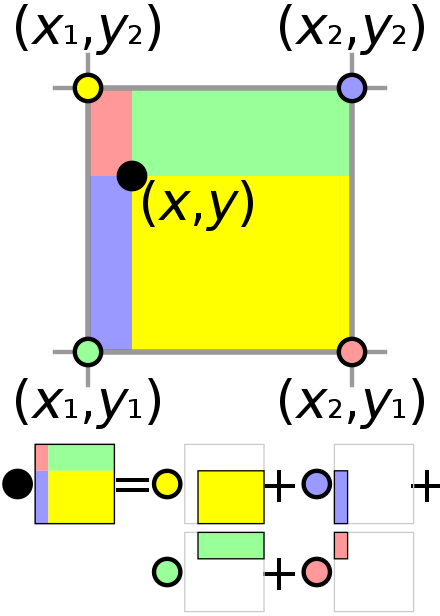 (x₁,y₂) (x₂,y₂)
(x,y)
(x₁,y₁) (x₂,y₁)
= + +
+